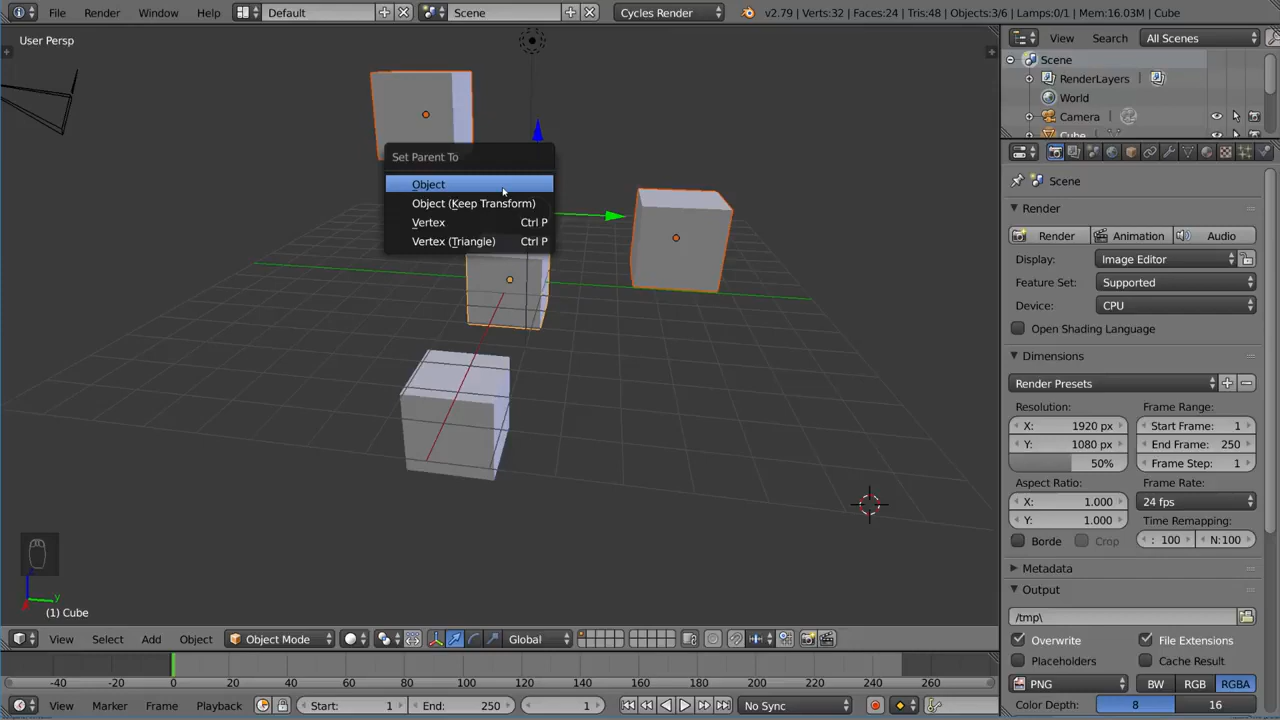 File Render Window Help Default Scene Cycles Render v2.79 | Verts:32 | Faces:24 | Tris:48 | Objects:3/6 | Lamps:0/1 | Mem:16.03M | Cube
User Persp
Set Parent To
Object
Object (Keep Transform)
Vertex Ctrl P
Vertex (Triangle) Ctrl P
(1) Cube
View Select Add Object Object Mode Global
-40 -20 0 20 40 60 80 100 120 140 160 180 200 220 240 260
View Marker Frame Playback Start: 1 End: 250 1 No Sync
View Search All Scenes
Scene
RenderLayers
World
Camera
Cube
Scene
Render
Render Animation Audio
Display: Image Editor
Feature Set: Supported
Device: CPU
Open Shading Language
Dimensions
Render Presets
Resolution: Frame Range:
X: 1920 px Start Frame: 1
Y: 1080 px End Frame: 250
50% Frame Step: 1
Aspect Ratio: Frame Rate:
X: 1.000 24 fps
Y: 1.000 Time Remapping:
Borde Crop : 100 N:100
Metadata
Output
/tmp\
Overwrite File Extensions
Placeholders Cache Result
PNG BW RGB RGBA
Color Depth: 8 16